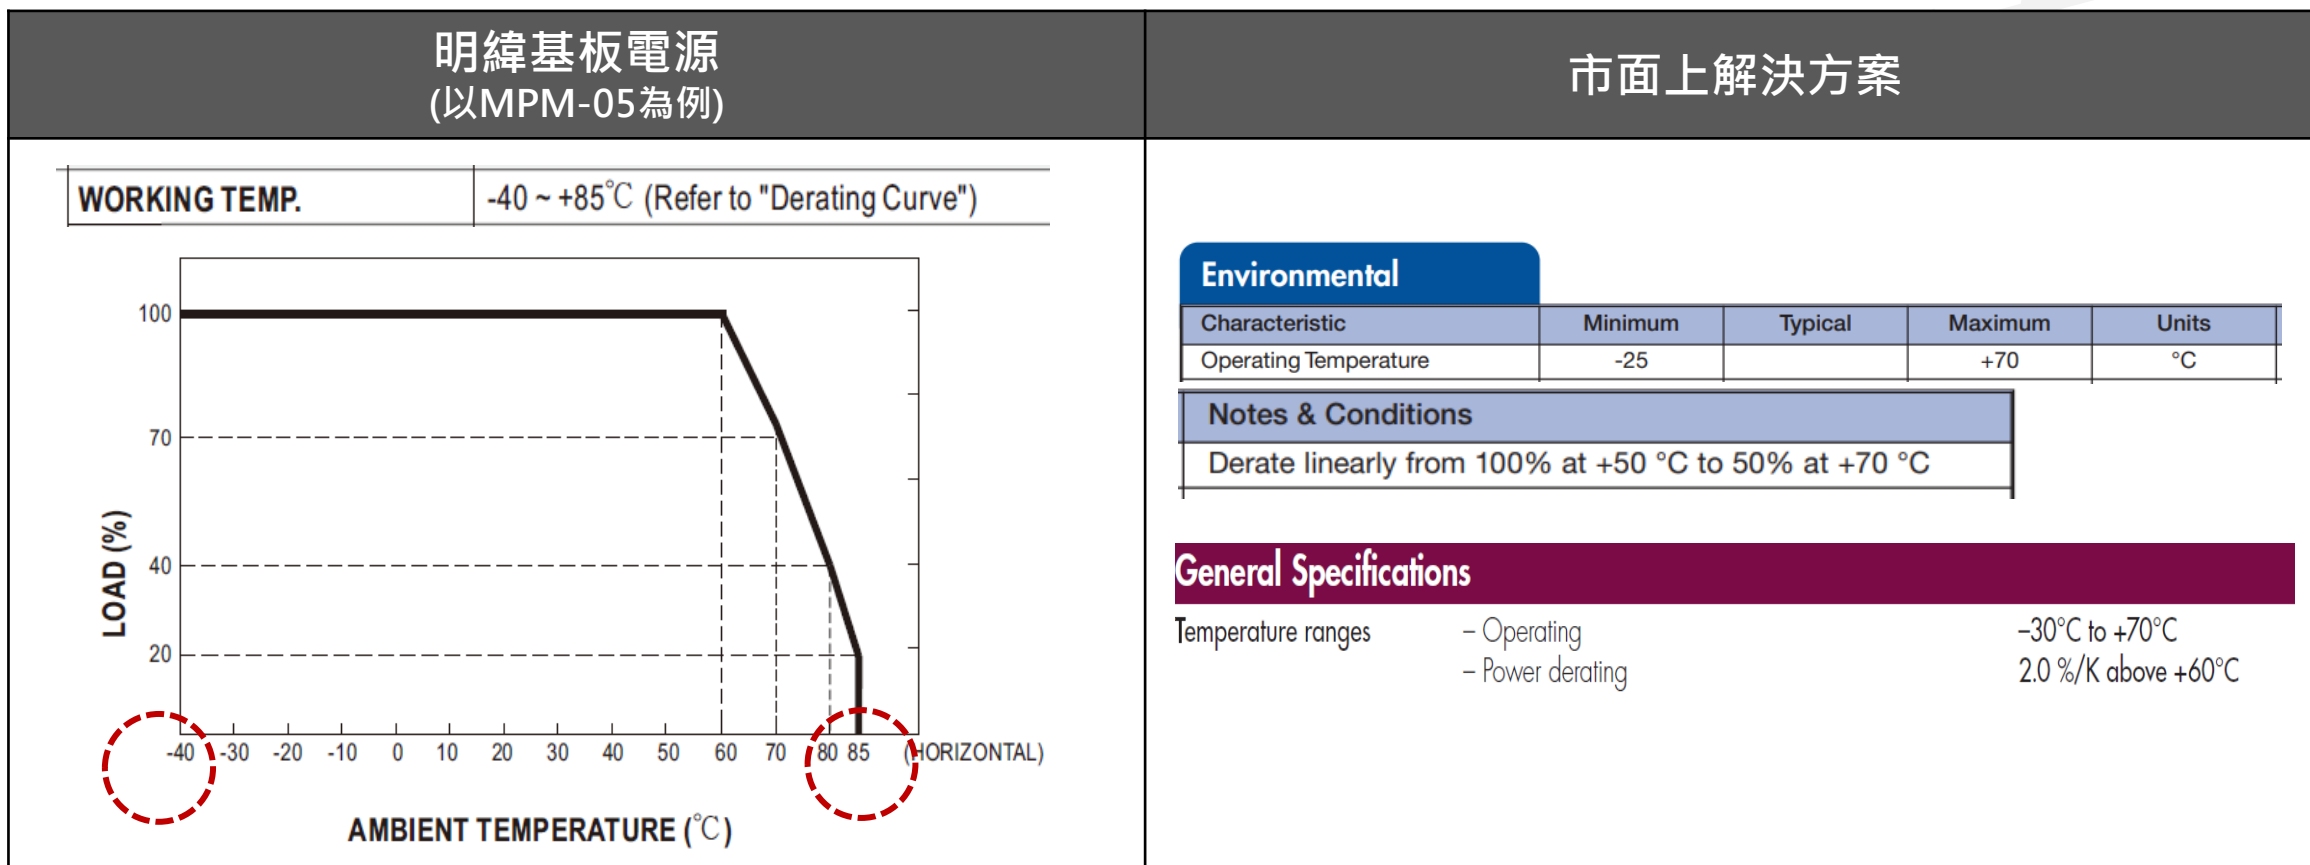 明緯基板電源
(以MPM-05為例)
市面上解決方案
WORKING TEMP. -40 ~ +85℃ (Refer to "Derating Curve")
100
70
40
20
LOAD (%)
-40 -30 -20 -10 0 10 20 30 40 50 60 70 80 85 (HORIZONTAL)
AMBIENT TEMPERATURE (℃)
Environmental
Characteristic Minimum Typical Maximum Units
Operating Temperature -25 +70 °C
Notes & Conditions
Derate linearly from 100% at +50 °C to 50% at +70 °C
General Specifications
Temperature ranges – Operating –30°C to +70°C
– Power derating 2.0 %/K above +60°C